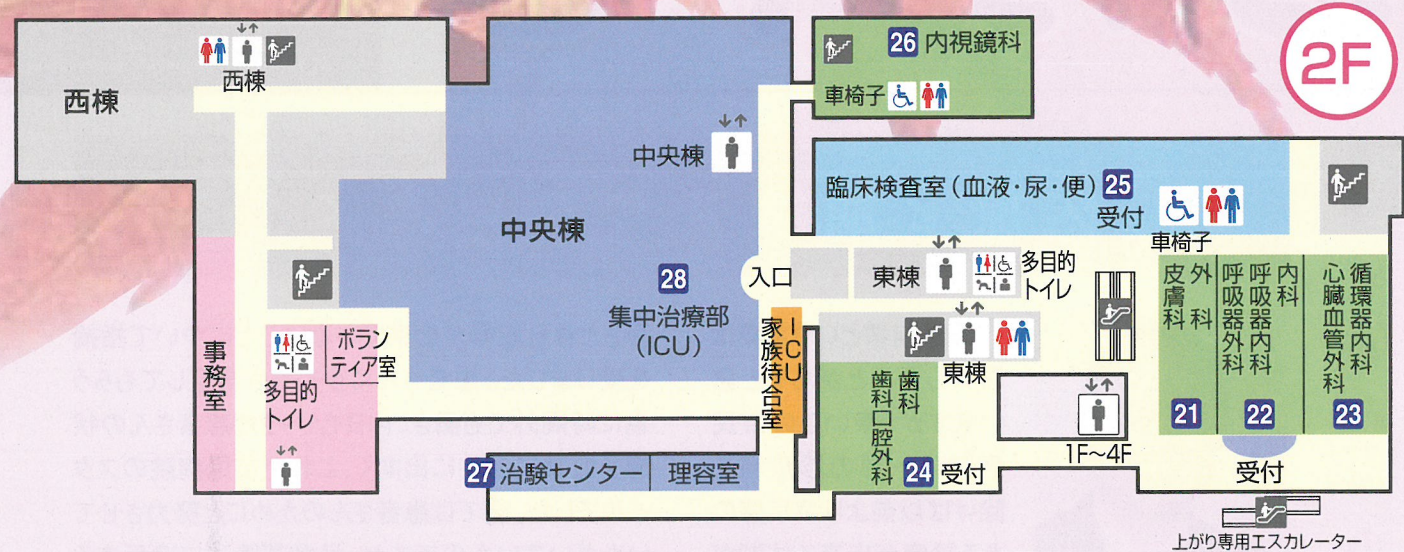 2F
西棟
西棟
26 内視鏡科
車椅子
中央棟
中央棟
28
集中治療部
(ICU)
入口
ICU
家族待合室
臨床検査室(血液・尿・便) 25
受付
車椅子
東棟
多目的
トイレ
東棟
1F〜4F
外科
皮膚科
21
内科
呼吸器内科
呼吸器外科
22
循環器内科
心臓血管外科
23
受付
歯科
歯科口腔外科
24 受付
事務室
ボラン
ティア室
多目的
トイレ
27 治験センター
理容室
上がり専用エスカレーター